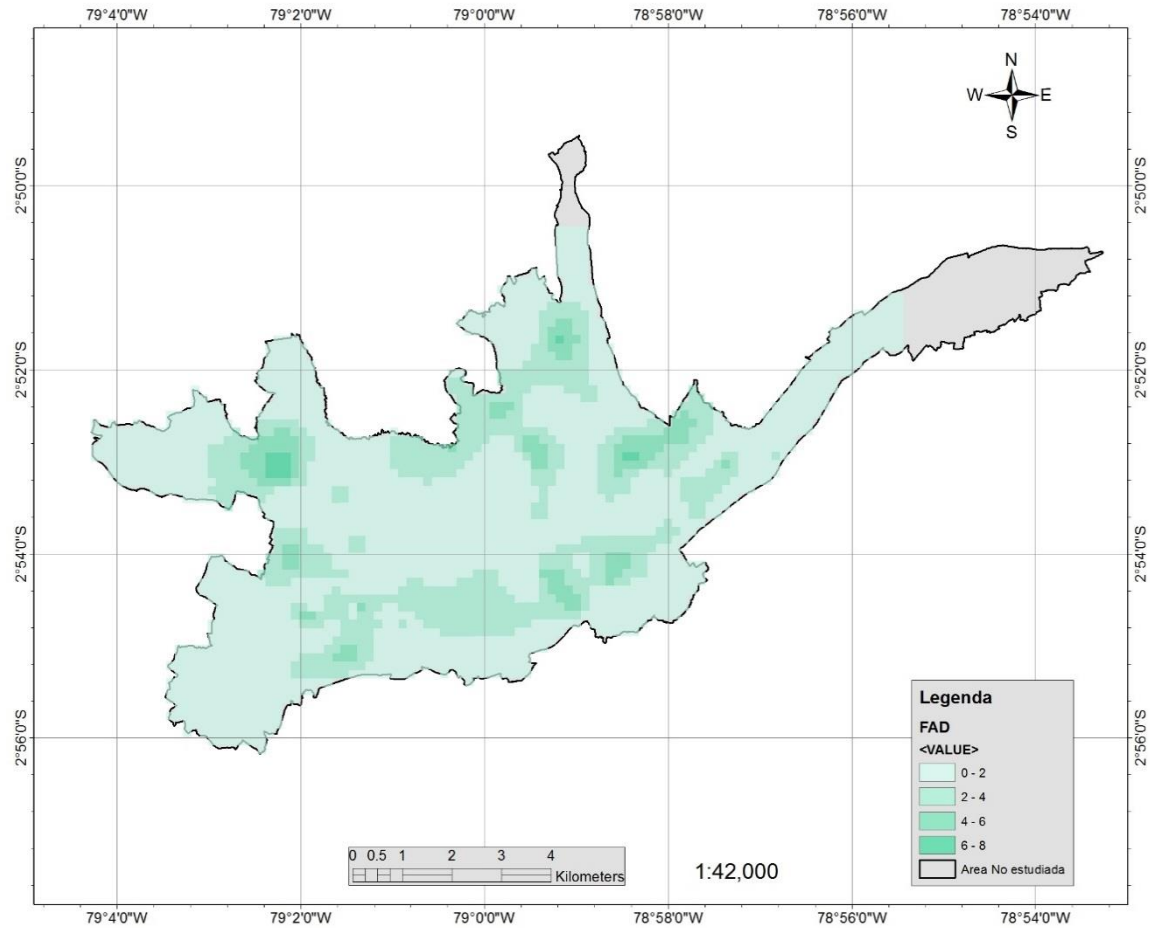 79°4'0"W 79°2'0"W 79°0'0"W 78°58'0"W 78°56'0"W 78°54'0"W
N
W E
S
2°50'0"S 2°50'0"S
2°52'0"S 2°52'0"S
2°54'0"S 2°54'0"S
2°56'0"S 2°56'0"S
Legenda
FAD
<VALUE>
0 - 2
2 - 4
4 - 6
6 - 8
Area No estudiada
0 0.5 1 2 3 4
Kilometers
1:42,000
79°4'0"W 79°2'0"W 79°0'0"W 78°58'0"W 78°56'0"W 78°54'0"W